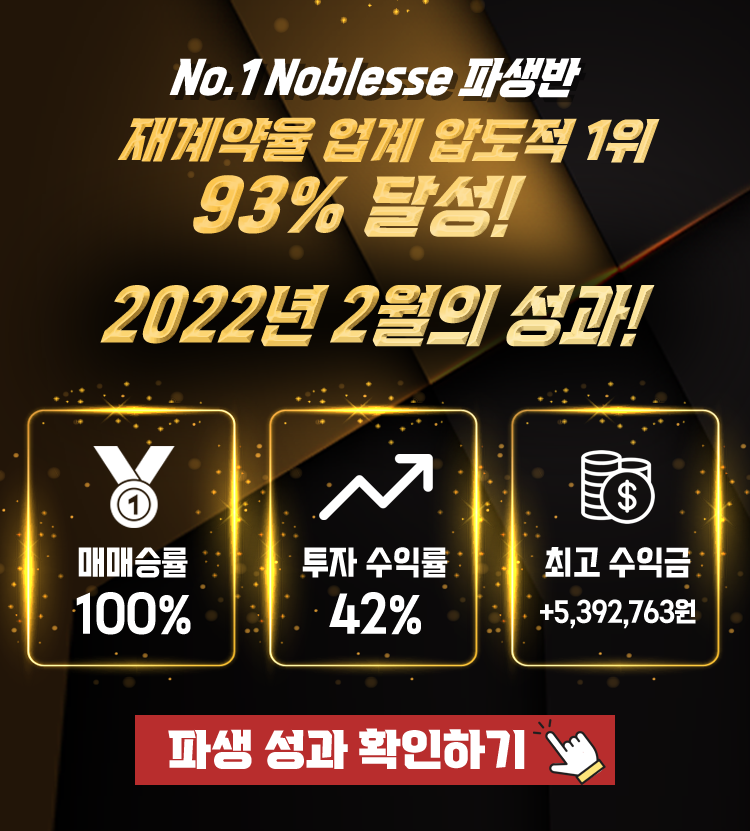 No.1 Noblesse 파생반
재계약율 업계 압도적 1위
93% 달성!
2022년 2월의 성과!
1
매매승률
100%
투자 수익률
42%
$
최고 수익금
+5,392,763원
파생 성과 확인하기